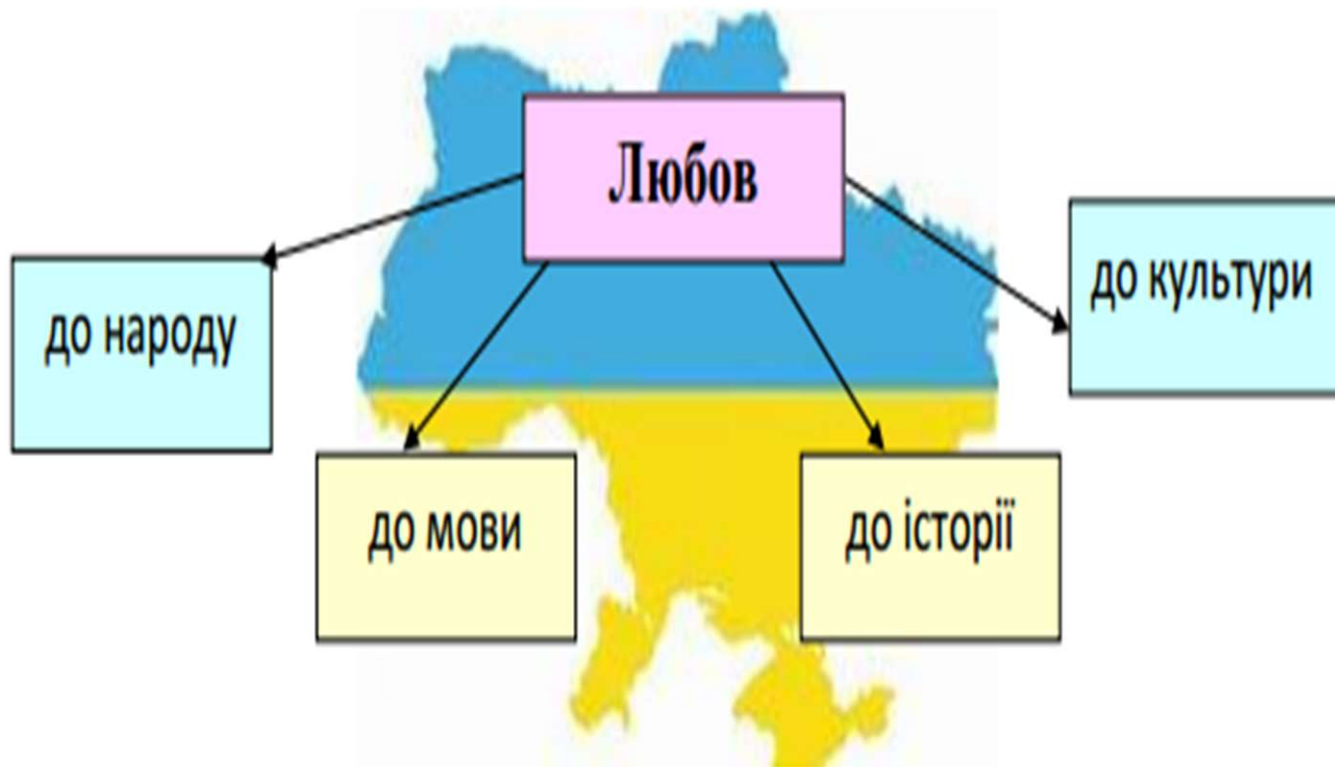 Любов
до народу
до мови
до історії
до культури